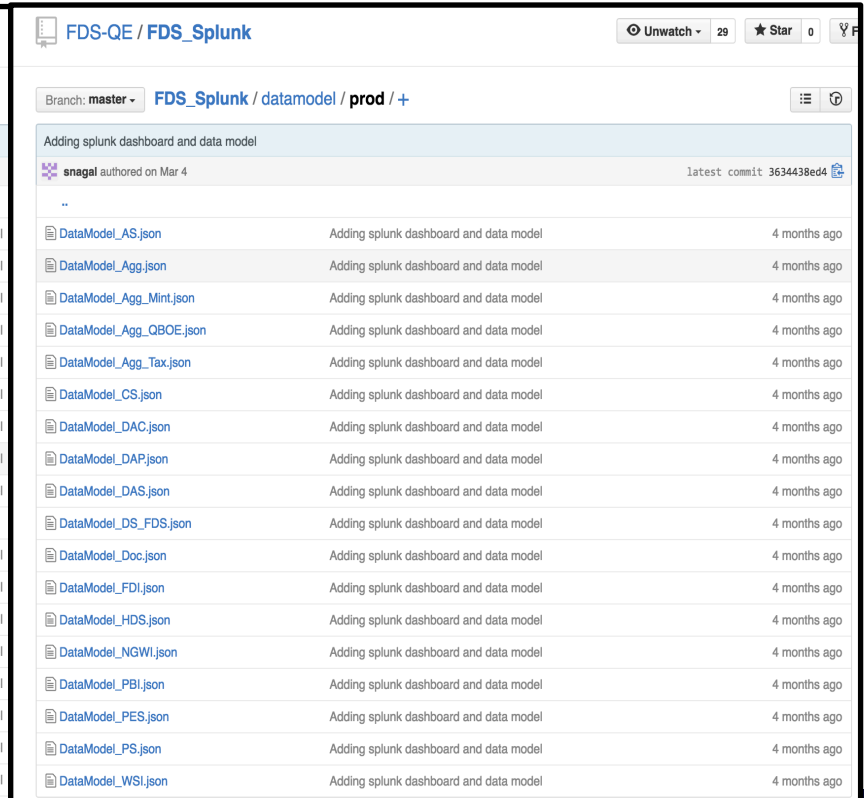 FDS-QE / FDS_Splunk Unwatch 29 Star 0 F
Branch: master FDS_Splunk / datamodel / prod / +
Adding splunk dashboard and data model
snagal authored on Mar 4 latest commit 3634438ed4
..
DataModel_AS.json Adding splunk dashboard and data model 4 months ago
DataModel_Agg.json Adding splunk dashboard and data model 4 months ago
DataModel_Agg_Mint.json Adding splunk dashboard and data model 4 months ago
DataModel_Agg_QBOE.json Adding splunk dashboard and data model 4 months ago
DataModel_Agg_Tax.json Adding splunk dashboard and data model 4 months ago
DataModel_CS.json Adding splunk dashboard and data model 4 months ago
DataModel_DAC.json Adding splunk dashboard and data model 4 months ago
DataModel_DAP.json Adding splunk dashboard and data model 4 months ago
DataModel_DAS.json Adding splunk dashboard and data model 4 months ago
DataModel_DS_FDS.json Adding splunk dashboard and data model 4 months ago
DataModel_Doc.json Adding splunk dashboard and data model 4 months ago
DataModel_FDI.json Adding splunk dashboard and data model 4 months ago
DataModel_HDS.json Adding splunk dashboard and data model 4 months ago
DataModel_NGWI.json Adding splunk dashboard and data model 4 months ago
DataModel_PBI.json Adding splunk dashboard and data model 4 months ago
DataModel_PES.json Adding splunk dashboard and data model 4 months ago
DataModel_PS.json Adding splunk dashboard and data model 4 months ago
DataModel_WSI.json Adding splunk dashboard and data model 4 months ago